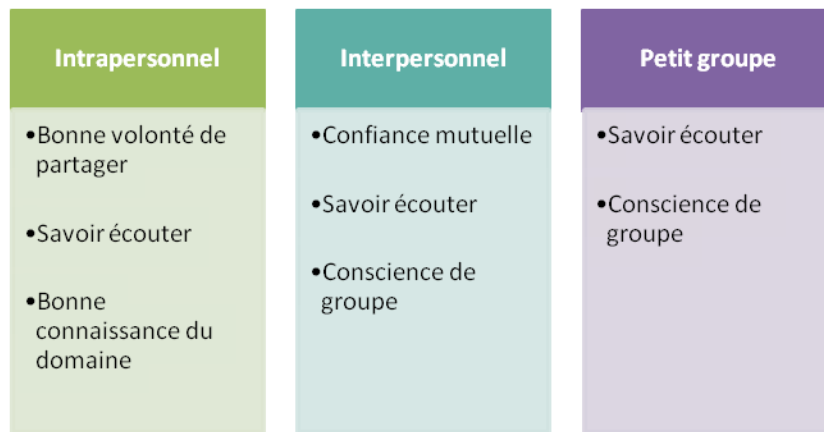 Intrapersonnel
•Bonne volonté de
partager
•Savoir écouter
•Bonne
connaissance du
domaine
Interpersonnel
•Confiance mutuelle
•Savoir écouter
•Conscience de
groupe
Petit groupe
•Savoir écouter
•Conscience de
groupe